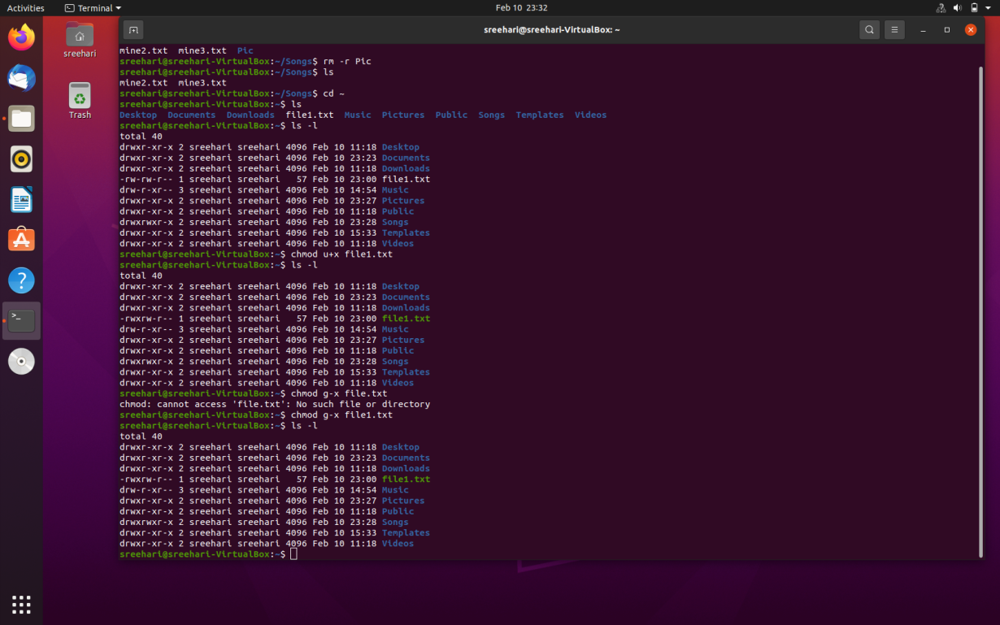 Activities Terminal Feb 10 23:32
sreehari
Trash
sreehari@sreehari-VirtualBox: ~
mine2.txt  mine3.txt  Pic
sreehari@sreehari-VirtualBox:~/Songs$ rm -r Pic
sreehari@sreehari-VirtualBox:~/Songs$ ls
mine2.txt  mine3.txt
sreehari@sreehari-VirtualBox:~/Songs$ cd ~
sreehari@sreehari-VirtualBox:~$ ls
Desktop  Documents  Downloads  file1.txt  Music  Pictures  Public  Songs  Templates  Videos
sreehari@sreehari-VirtualBox:~$ ls -l
total 40
drwxr-xr-x 2 sreehari sreehari 4096 Feb 10 11:18 Desktop
drwxr-xr-x 2 sreehari sreehari 4096 Feb 10 23:23 Documents
drwxr-xr-x 2 sreehari sreehari 4096 Feb 10 11:18 Downloads
-rw-rw-r-- 1 sreehari sreehari   57 Feb 10 23:00 file1.txt
drw-r-xr-- 3 sreehari sreehari 4096 Feb 10 14:54 Music
drwxr-xr-x 2 sreehari sreehari 4096 Feb 10 23:27 Pictures
drwxr-xr-x 2 sreehari sreehari 4096 Feb 10 11:18 Public
drwxrwxr-x 2 sreehari sreehari 4096 Feb 10 23:28 Songs
drwxr-xr-x 2 sreehari sreehari 4096 Feb 10 15:33 Templates
drwxr-xr-x 2 sreehari sreehari 4096 Feb 10 11:18 Videos
sreehari@sreehari-VirtualBox:~$ chmod u+x file1.txt
sreehari@sreehari-VirtualBox:~$ ls -l
total 40
drwxr-xr-x 2 sreehari sreehari 4096 Feb 10 11:18 Desktop
drwxr-xr-x 2 sreehari sreehari 4096 Feb 10 23:23 Documents
drwxr-xr-x 2 sreehari sreehari 4096 Feb 10 11:18 Downloads
-rwxrw-r-- 1 sreehari sreehari   57 Feb 10 23:00 file1.txt
drw-r-xr-- 3 sreehari sreehari 4096 Feb 10 14:54 Music
drwxr-xr-x 2 sreehari sreehari 4096 Feb 10 23:27 Pictures
drwxr-xr-x 2 sreehari sreehari 4096 Feb 10 11:18 Public
drwxrwxr-x 2 sreehari sreehari 4096 Feb 10 23:28 Songs
drwxr-xr-x 2 sreehari sreehari 4096 Feb 10 15:33 Templates
drwxr-xr-x 2 sreehari sreehari 4096 Feb 10 11:18 Videos
sreehari@sreehari-VirtualBox:~$ chmod g-x file.txt
chmod: cannot access 'file.txt': No such file or directory
sreehari@sreehari-VirtualBox:~$ chmod g-x file1.txt
sreehari@sreehari-VirtualBox:~$ ls -l
total 40
drwxr-xr-x 2 sreehari sreehari 4096 Feb 10 11:18 Desktop
drwxr-xr-x 2 sreehari sreehari 4096 Feb 10 23:23 Documents
drwxr-xr-x 2 sreehari sreehari 4096 Feb 10 11:18 Downloads
-rwxrw-r-- 1 sreehari sreehari   57 Feb 10 23:00 file1.txt
drw-r-xr-- 3 sreehari sreehari 4096 Feb 10 14:54 Music
drwxr-xr-x 2 sreehari sreehari 4096 Feb 10 23:27 Pictures
drwxr-xr-x 2 sreehari sreehari 4096 Feb 10 11:18 Public
drwxrwxr-x 2 sreehari sreehari 4096 Feb 10 23:28 Songs
drwxr-xr-x 2 sreehari sreehari 4096 Feb 10 15:33 Templates
drwxr-xr-x 2 sreehari sreehari 4096 Feb 10 11:18 Videos
sreehari@sreehari-VirtualBox:~$